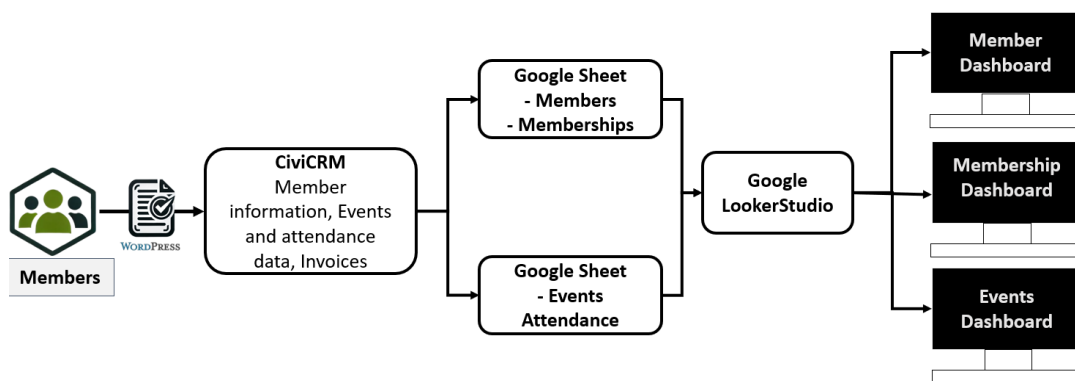 Members
WORDPRESS
CiviCRM
Member
information, Events
and attendance
data, Invoices
Google Sheet
- Members
- Memberships
Google Sheet
- Events
Attendance
Google
LookerStudio
Member
Dashboard
Membership
Dashboard
Events
Dashboard